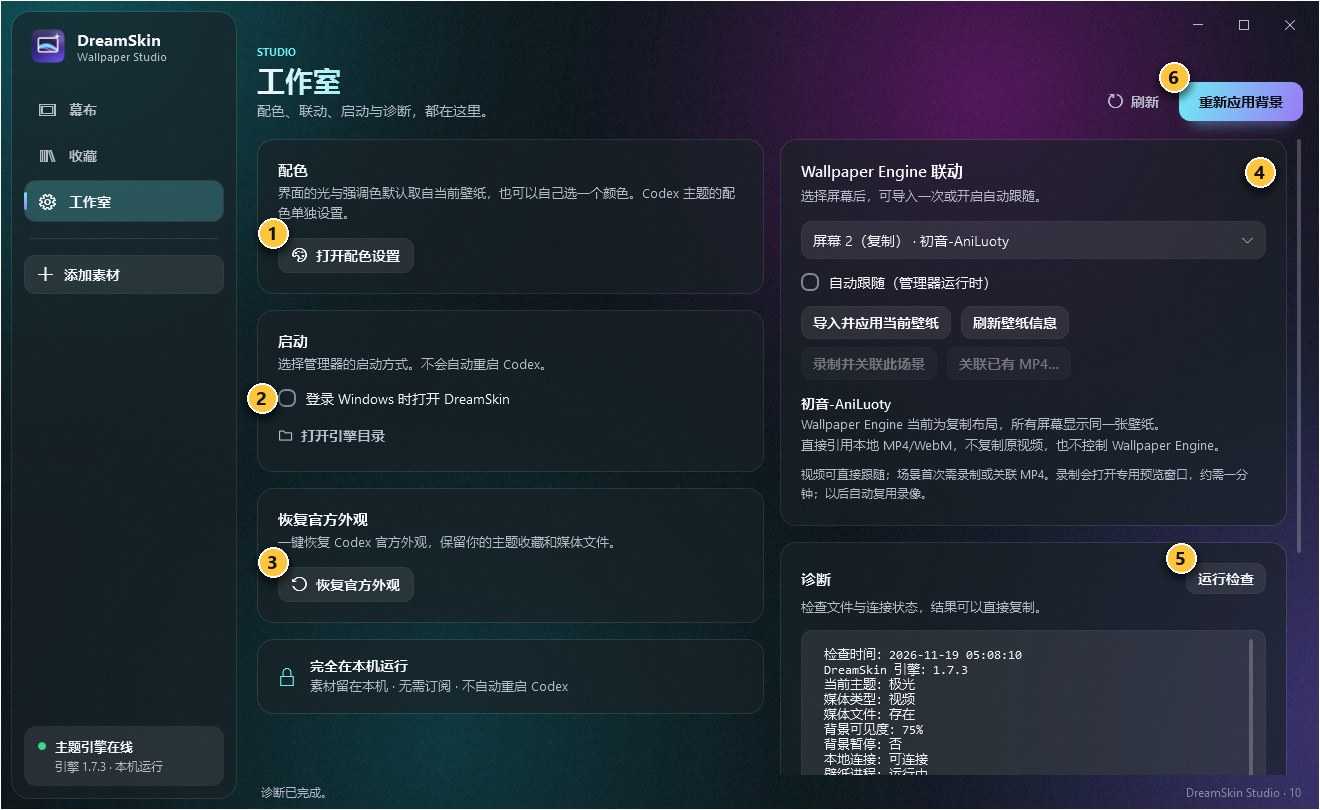 DreamSkin
Wallpaper Studio
幕布
收藏
工作室
添加素材
主题引擎在线
引擎 1.7.3 · 本机运行
STUDIO
工作室
配色、联动、启动与诊断，都在这里。
刷新
6
重新应用背景
配色
界面的光与强调色默认取自当前壁纸，也可以自己选一个颜色。Codex 主题的配
色单独设置。
1
打开配色设置
启动
选择管理器的启动方式。不会自动重启 Codex。
2
登录 Windows 时打开 DreamSkin
打开引擎目录
恢复官方外观
一键恢复 Codex 官方外观，保留你的主题收藏和媒体文件。
3
恢复官方外观
完全在本机运行
素材留在本机 · 无需订阅 · 不自动重启 Codex
Wallpaper Engine 联动
4
选择屏幕后，可导入一次或开启自动跟随。
屏幕 2（复制） · 初音-AniLuoty
自动跟随（管理器运行时）
导入并应用当前壁纸
刷新壁纸信息
录制并关联此场景
关联已有 MP4...
初音-AniLuoty
Wallpaper Engine 当前为复制布局，所有屏幕显示同一张壁纸。
直接引用本地 MP4/WebM，不复制原视频，也不控制 Wallpaper Engine。
视频可直接跟随；场景首次需录制或关联 MP4。录制会打开专用预览窗口，约需一分
钟；以后自动复用录像。
诊断
5
运行检查
检查文件与连接状态，结果可以直接复制。
检查时间: 2026-11-19 05:08:10
DreamSkin 引擎: 1.7.3
当前主题: 极光
媒体类型: 视频
媒体文件: 存在
背景可见度: 75%
背景暂停: 否
本地连接: 可连接
壁纸进程: 运行中
诊断已完成。
DreamSkin Studio · 10